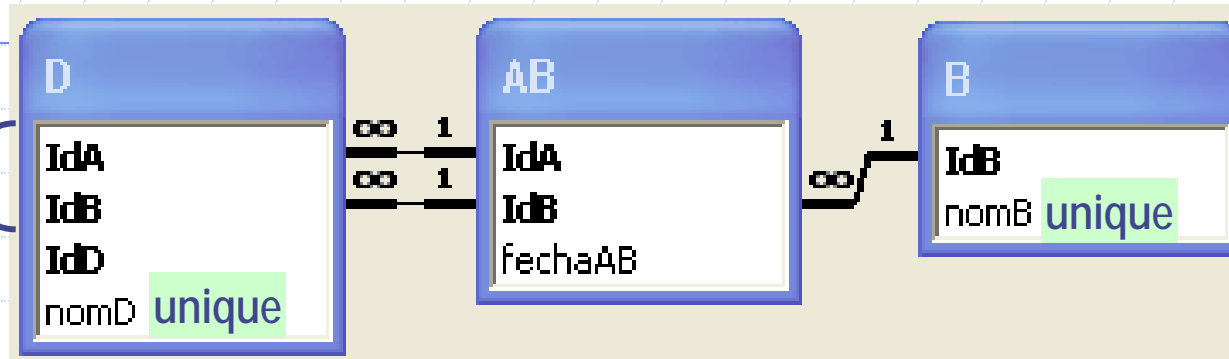 D
IdA
IdB
IdD
nomD unique
∞ 1
∞ 1
AB
IdA
IdB
fechaAB
∞ 1
B
IdB
nomB unique